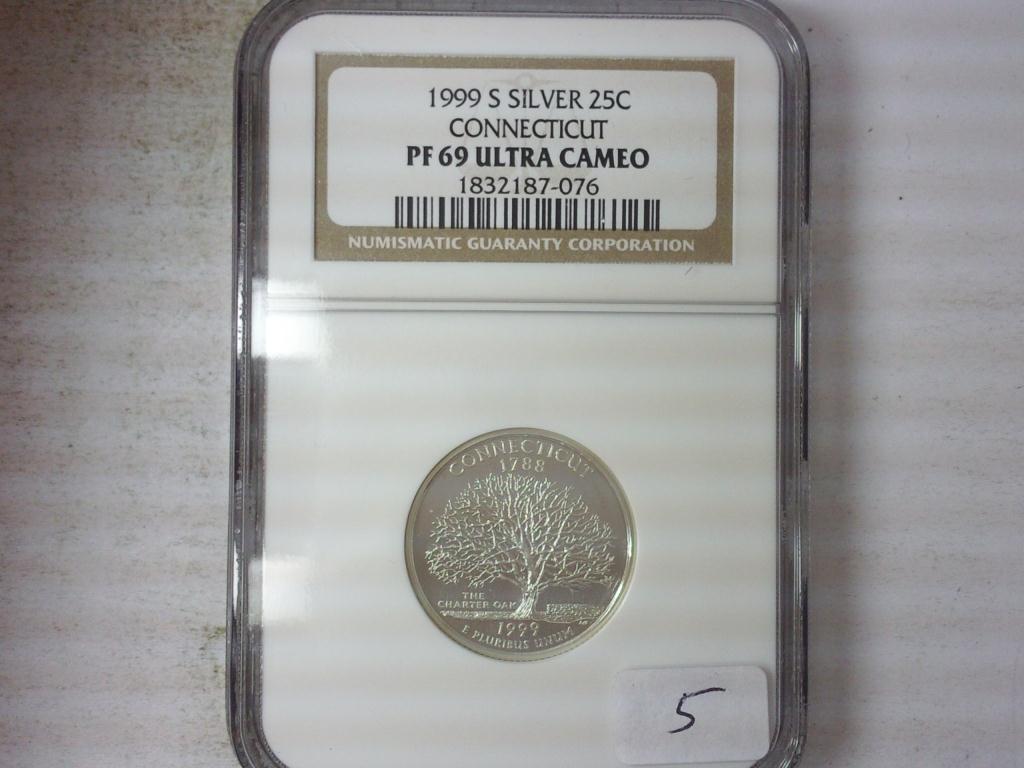 1999 S SILVER 25C
CONNECTICUT
PF 69 ULTRA CAMEO
1832187-076
NUMISMATIC GUARANTY CORPORATION
CONNECTICUT
1788
THE
CHARTER OAK
1999
E PLURIBUS UNUM
5